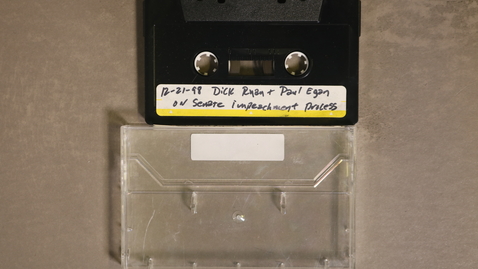 12-21-98 Dick Ryan + Paul Egan
on Senate impeachment process